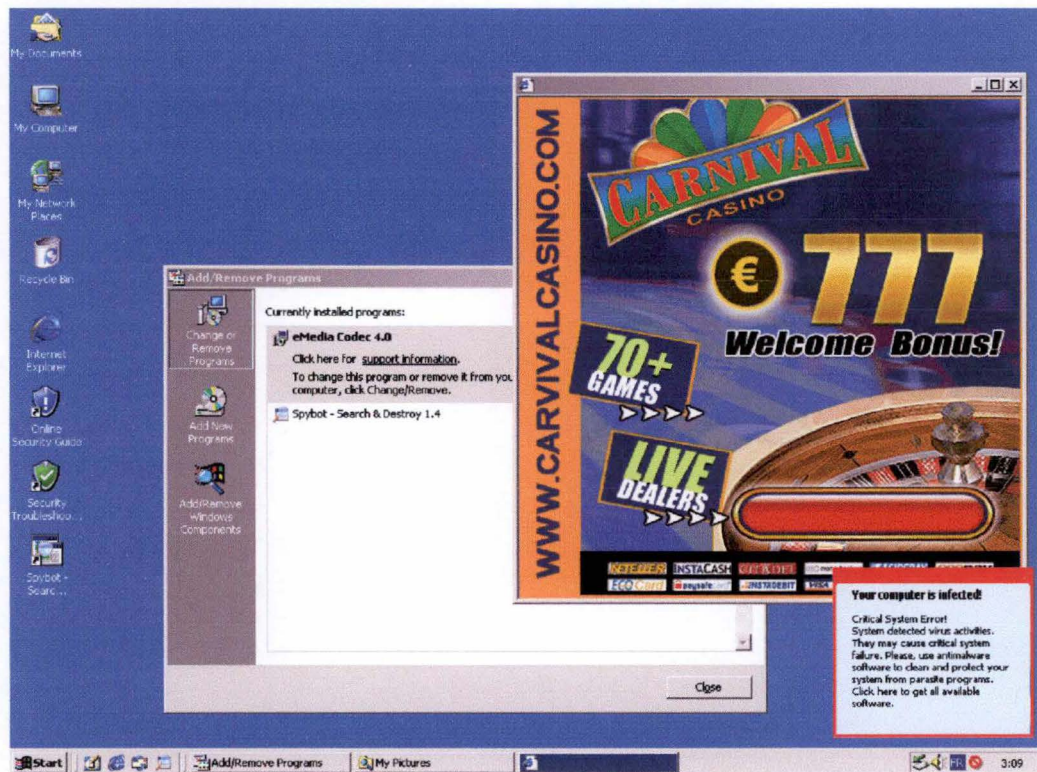 My Documents
My Computer
My Network
Places
Recycle Bin
Internet
Explorer
Online
Security Guide
Security
Troubleshoo...
Spybot -
Searc...
Add/Remove Programs
Change or
Remove
Programs
Add New
Programs
Add/Remove
Windows
Components
Currently installed programs:
eMedia Codec 4.0
Click here for support information.
To change this program or remove it from you
computer, click Change/Remove.
Spybot - Search & Destroy 1.4
Close
WWW.CARVIVALCASINO.COM
CARNIVAL
CASINO
€ 777
Welcome Bonus!
70+
GAMES
LIVE
DEALERS
NETELLER INSTACASH CITADEL
ECO Card paysafe INSTADEBIT VISA
Your computer is infected!
Critical System Error!
System detected virus activities.
They may cause critical system
failure. Please, use antimalware
software to clean and protect your
system from parasite programs.
Click here to get all available
software.
Start
Add/Remove Programs
My Pictures
FR
3:09